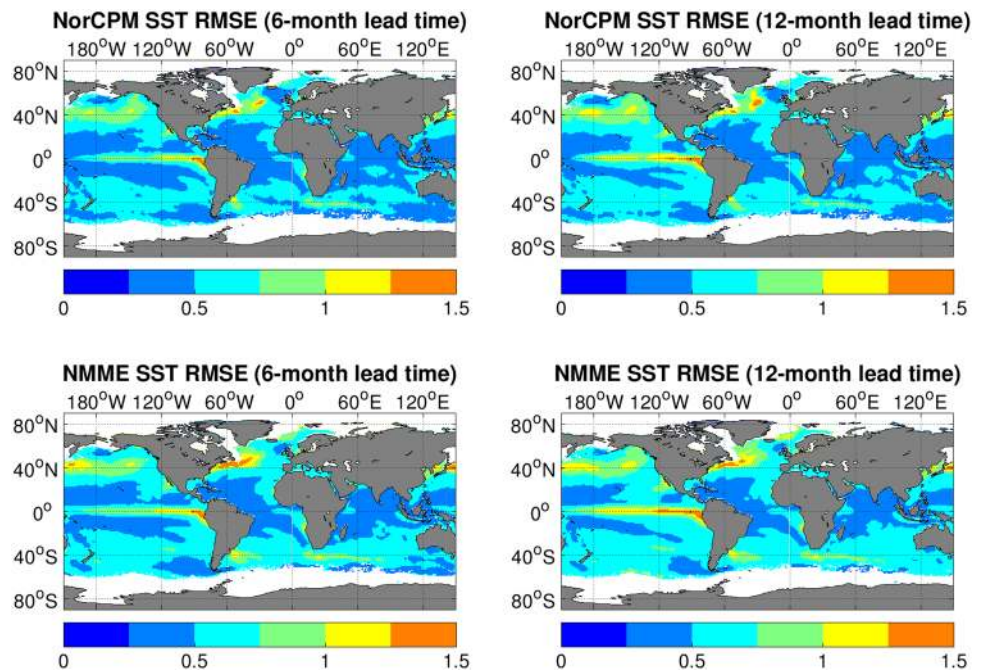 NorCPM SST RMSE (6-month lead time)
180°W 120°W 60°W 0° 60°E 120°E
80°N
40°N
0°
40°S
80°S
0 0.5 1 1.5
NorCPM SST RMSE (12-month lead time)
180°W 120°W 60°W 0° 60°E 120°E
80°N
40°N
0°
40°S
80°S
0 0.5 1 1.5
NMME SST RMSE (6-month lead time)
180°W 120°W 60°W 0° 60°E 120°E
80°N
40°N
0°
40°S
80°S
0 0.5 1 1.5
NMME SST RMSE (12-month lead time)
180°W 120°W 60°W 0° 60°E 120°E
80°N
40°N
0°
40°S
80°S
0 0.5 1 1.5